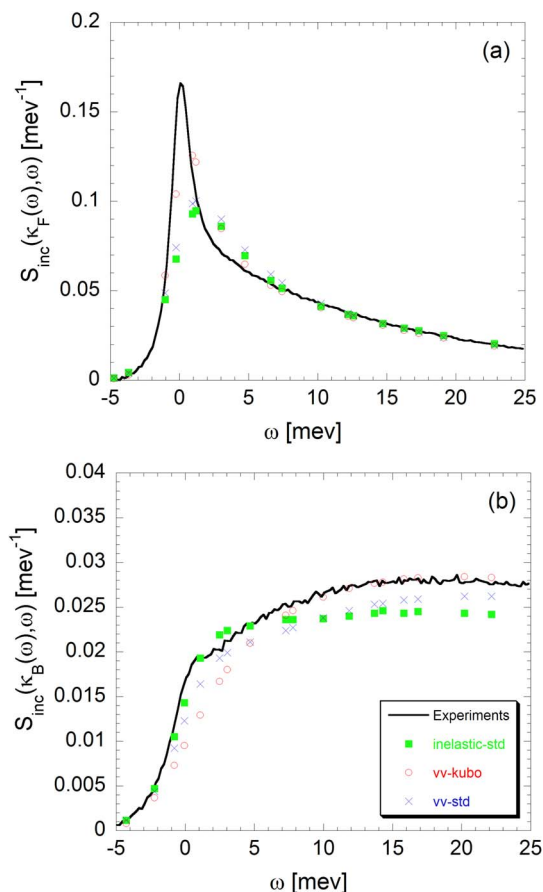 0.2
(a)
0.15
0.1
0.05
0
-5 0 5 10 15 20 25
ω [mev]
S_inc(κ_F(ω),ω) [mev⁻¹]
0.04
(b)
0.035
0.03
0.025
0.02
0.015
0.01
0.005
0
-5 0 5 10 15 20 25
ω [mev]
S_inc(κ_B(ω),ω) [mev⁻¹]
Experiments
inelastic-std
vv-kubo
vv-std